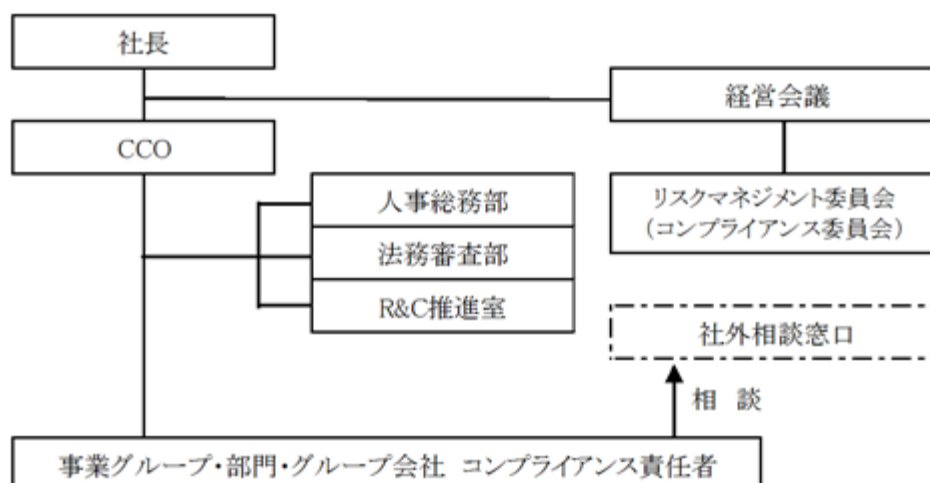 社長
経営会議
CCO
リスクマネジメント委員会
（コンプライアンス委員会）
人事総務部
法務審査部
R&C推進室
社外相談窓口
相 談
事業グループ・部門・グループ会社 コンプライアンス責任者